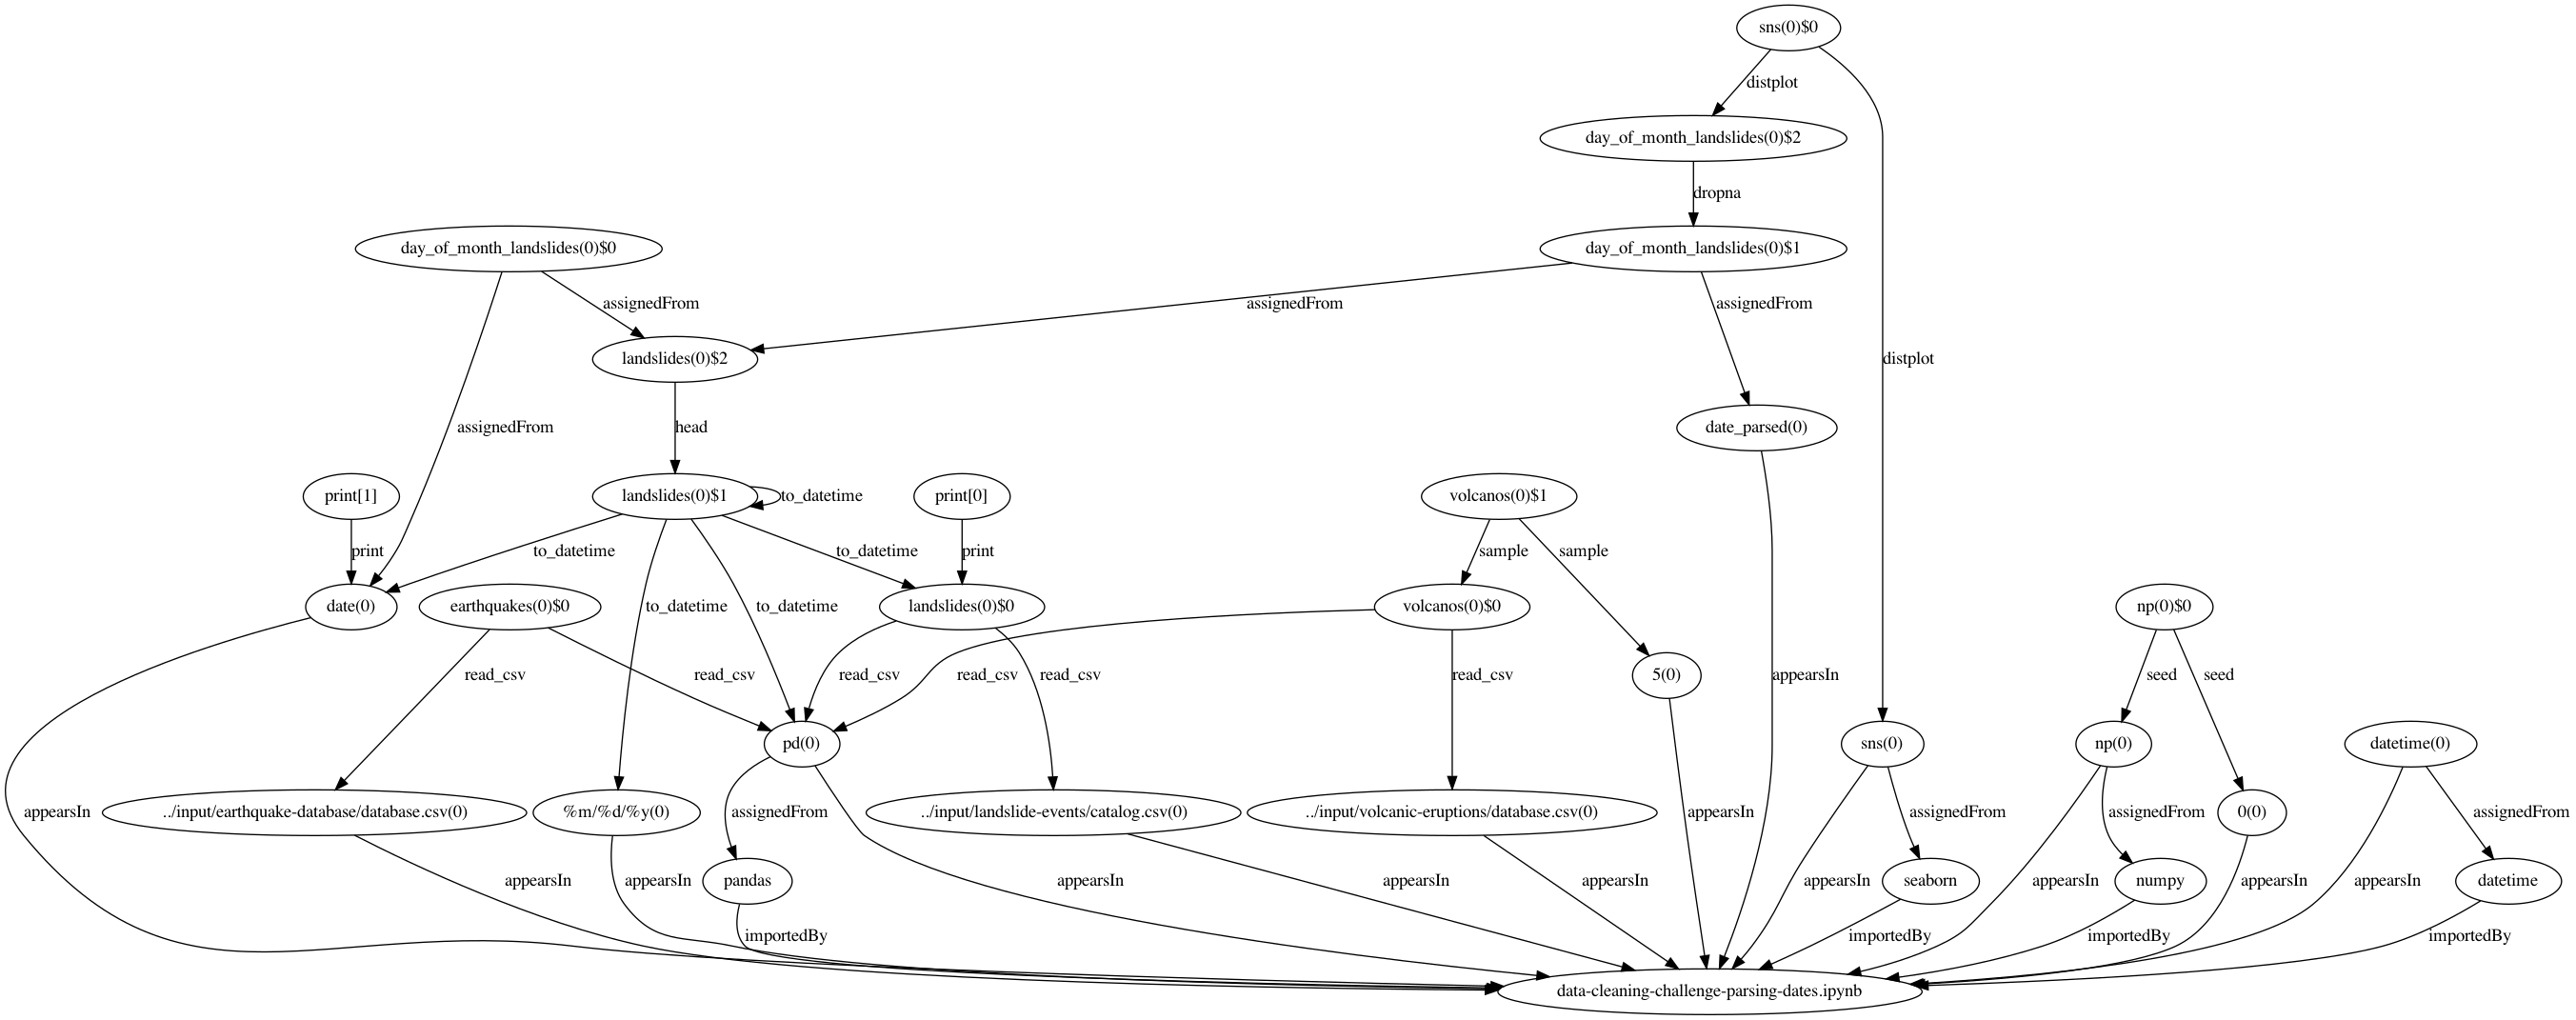 sns(0)$0
distplot
day_of_month_landslides(0)$2
dropna
day_of_month_landslides(0)$0
day_of_month_landslides(0)$1
assignedFrom
assignedFrom
assignedFrom
landslides(0)$2
distplot
assignedFrom
head
date_parsed(0)
print[1]
landslides(0)$1
to_datetime
print[0]
volcanos(0)$1
print
to_datetime
to_datetime
print
sample
sample
date(0)
earthquakes(0)$0
to_datetime
to_datetime
landslides(0)$0
volcanos(0)$0
np(0)$0
read_csv
read_csv
read_csv
read_csv
read_csv
read_csv
5(0)
appearsIn
seed
seed
pd(0)
sns(0)
np(0)
datetime(0)
appearsIn
../input/earthquake-database/database.csv(0)
%m/%d/%y(0)
assignedFrom
../input/landslide-events/catalog.csv(0)
../input/volcanic-eruptions/database.csv(0)
appearsIn
assignedFrom
assignedFrom
0(0)
assignedFrom
appearsIn
appearsIn
pandas
appearsIn
appearsIn
appearsIn
appearsIn
seaborn
appearsIn
numpy
appearsIn
appearsIn
datetime
importedBy
importedBy
importedBy
importedBy
data-cleaning-challenge-parsing-dates.ipynb